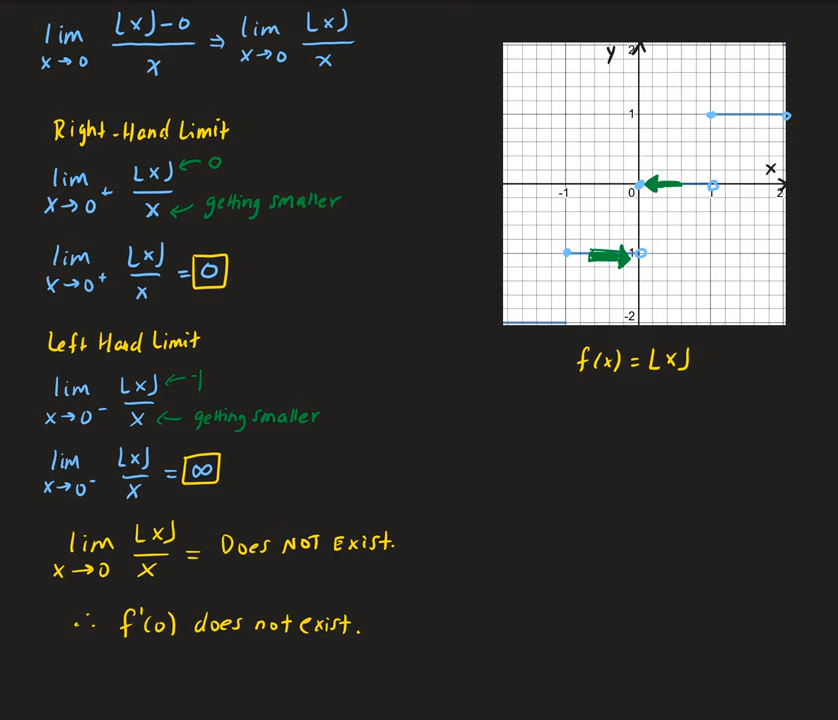 lim x→0 ⌊x⌋-0 / x ⇒ lim x→0 ⌊x⌋ / x
Right-Hand Limit
lim x→0⁺ ⌊x⌋ / x ← 0
← getting smaller
lim x→0⁺ ⌊x⌋ / x = 0
Left Hand Limit
lim x→0⁻ ⌊x⌋ / x ← -1
← getting smaller
lim x→0⁻ ⌊x⌋ / x = ∞
lim x→0 ⌊x⌋ / x = Does NOT Exist.
∴ f'(0) does not exist.
y 2
1
x
-1 0 1 2
-1
-2
f(x) = ⌊x⌋